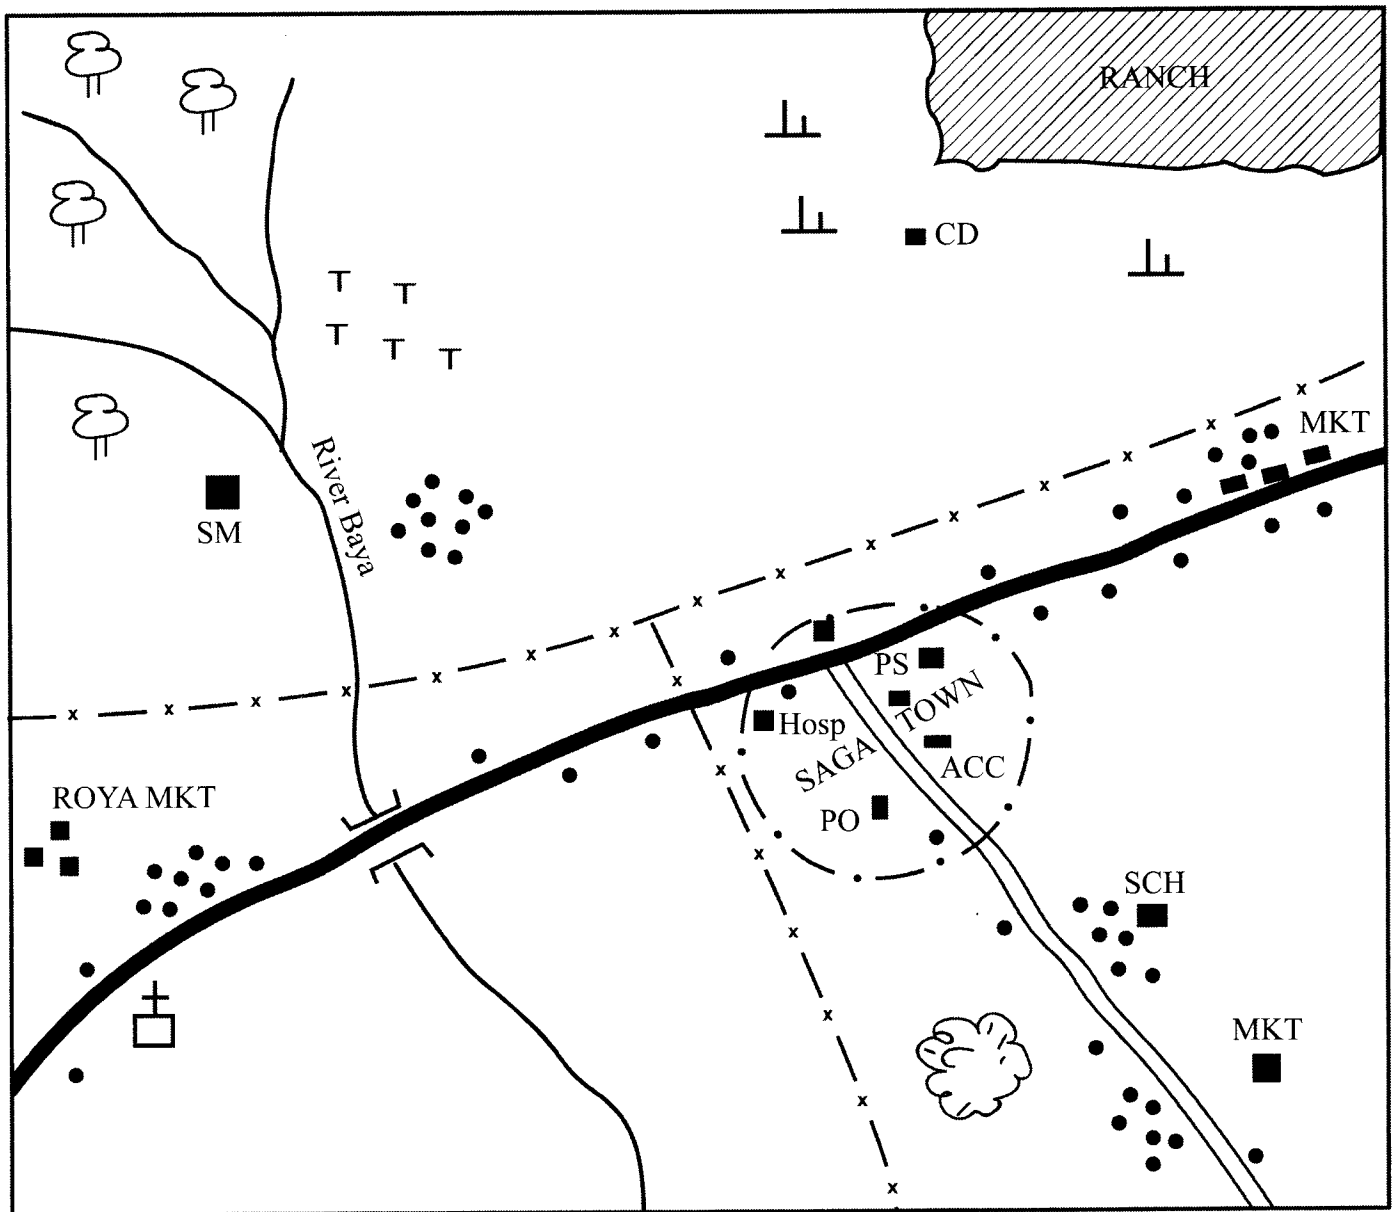 RANCH
CD
T T
T T T
MKT
River Baya
SM
PS
Hosp
SAGA TOWN
ACC
ROYA MKT
PO
SCH
MKT